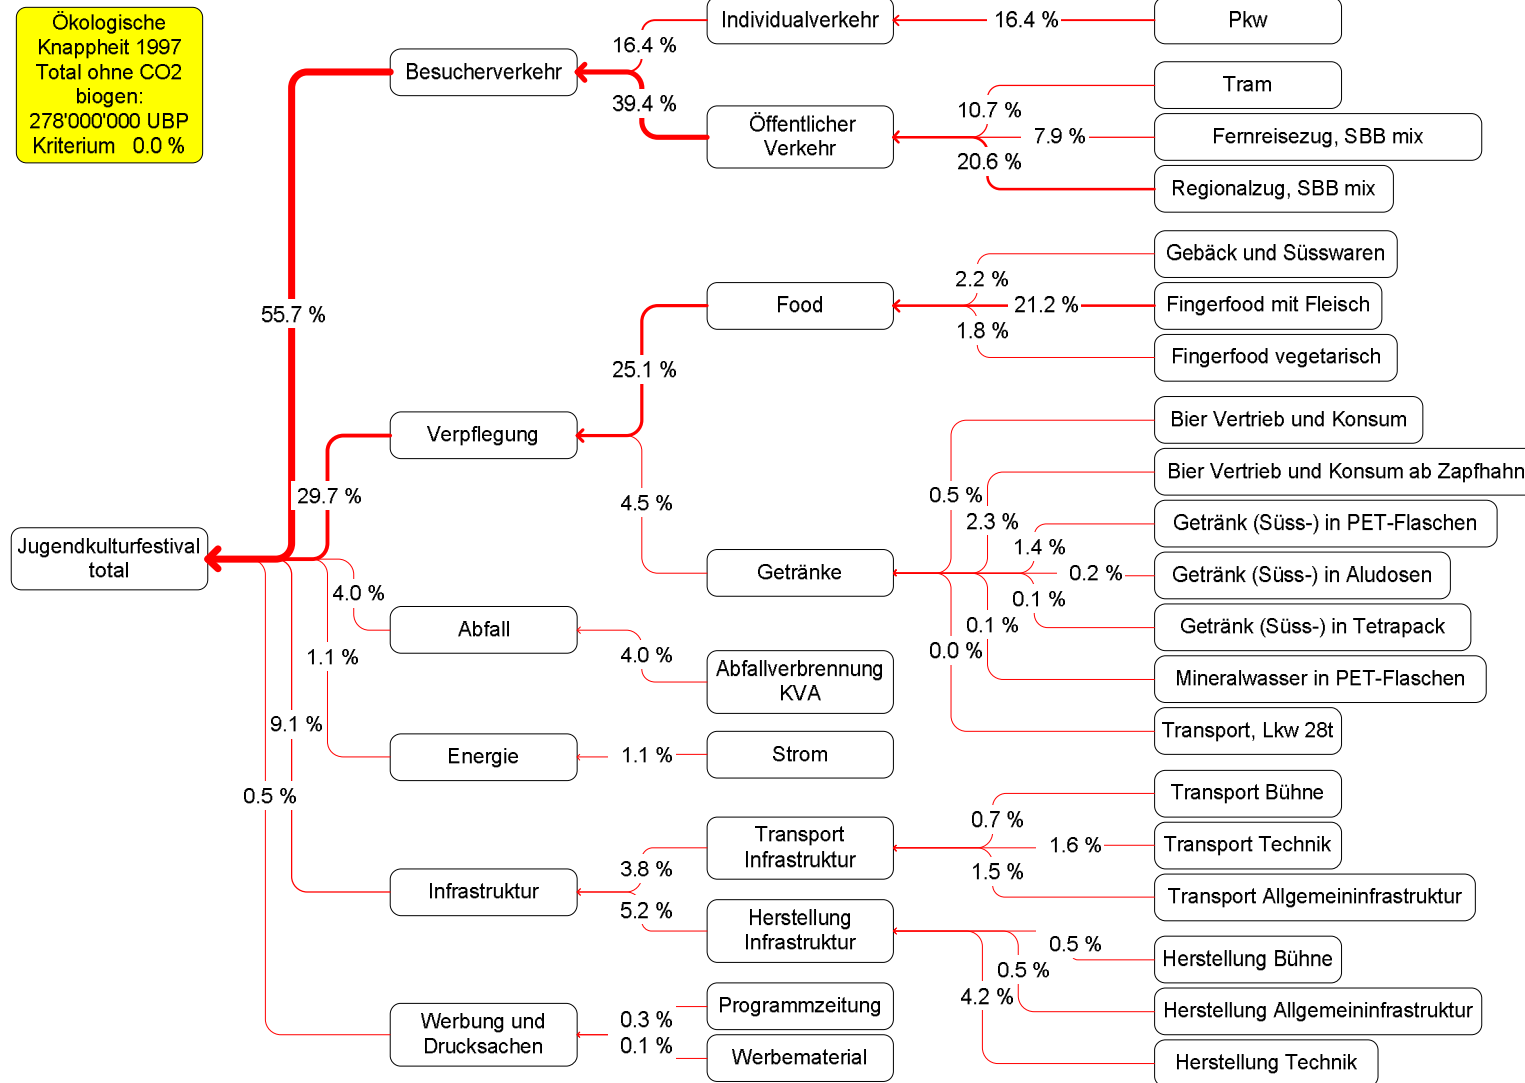 Ökologische
Knappheit 1997
Total ohne CO2
biogen:
278'000'000 UBP
Kriterium 0.0 %
Jugendkulturfestival
total
55.7 %
29.7 %
4.0 %
1.1 %
9.1 %
0.5 %
Besucherverkehr
16.4 %
39.4 %
Individualverkehr
16.4 %
Pkw
Öffentlicher
Verkehr
10.7 %
7.9 %
20.6 %
Tram
Fernreisezug, SBB mix
Regionalzug, SBB mix
Verpflegung
25.1 %
4.5 %
Food
2.2 %
21.2 %
1.8 %
Gebäck und Süsswaren
Fingerfood mit Fleisch
Fingerfood vegetarisch
Getränke
0.5 %
2.3 %
1.4 %
0.2 %
0.1 %
0.1 %
0.0 %
Bier Vertrieb und Konsum
Bier Vertrieb und Konsum ab Zapfhahn
Getränk (Süss-) in PET-Flaschen
Getränk (Süss-) in Aludosen
Getränk (Süss-) in Tetrapack
Mineralwasser in PET-Flaschen
Transport, Lkw 28t
Abfall
4.0 %
Abfallverbrennung
KVA
Energie
1.1 %
Strom
Infrastruktur
3.8 %
5.2 %
Transport
Infrastruktur
0.7 %
1.6 %
1.5 %
Transport Bühne
Transport Technik
Transport Allgemeininfrastruktur
Herstellung
Infrastruktur
0.5 %
0.5 %
4.2 %
Herstellung Bühne
Herstellung Allgemeininfrastruktur
Herstellung Technik
Werbung und
Drucksachen
0.3 %
0.1 %
Programmzeitung
Werbematerial